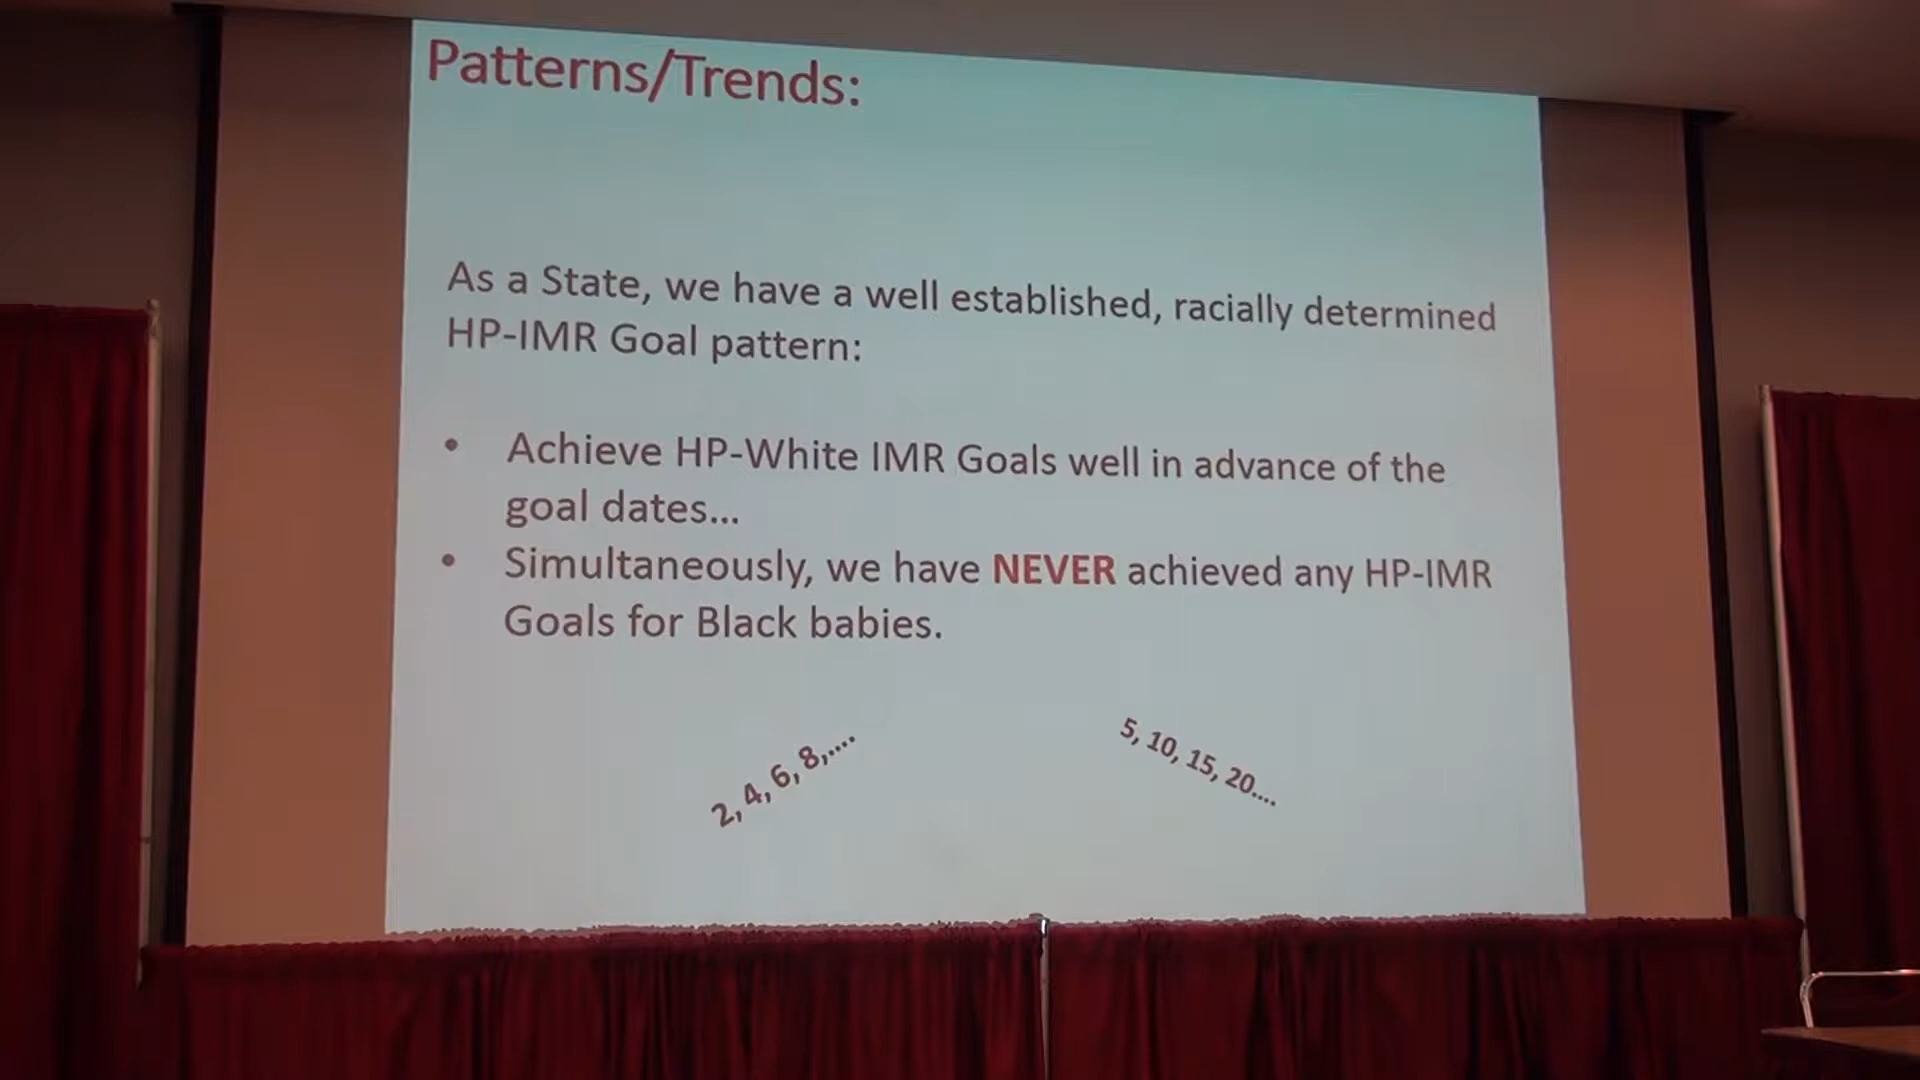 Patterns/Trends:
As a State, we have a well established, racially determined
HP-IMR Goal pattern:
• Achieve HP-White IMR Goals well in advance of the
goal dates...
• Simultaneously, we have NEVER achieved any HP-IMR
Goals for Black babies.
2, 4, 6, 8,....
5, 10, 15, 20....